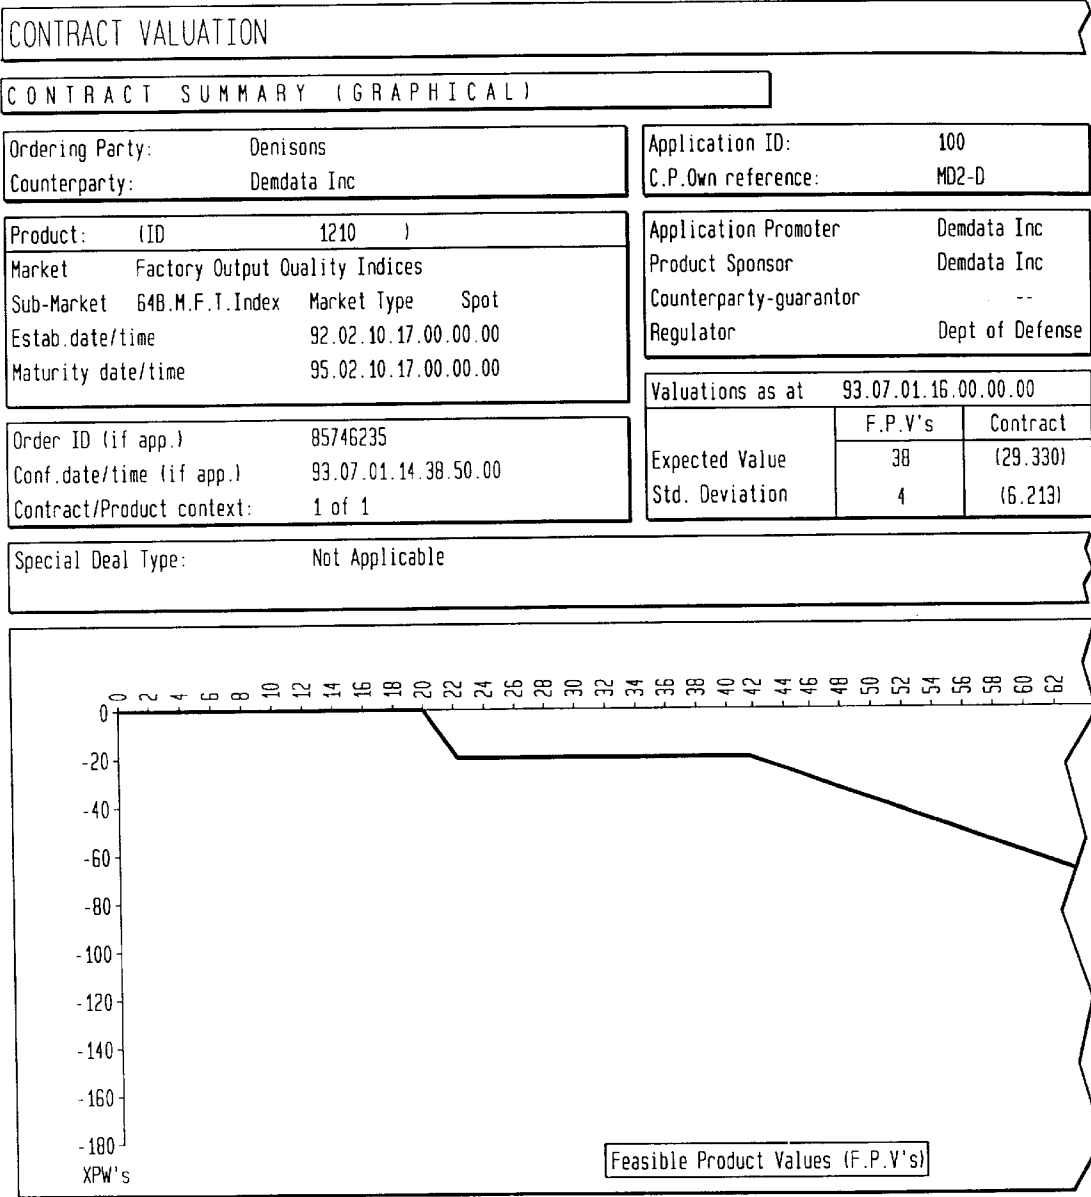 CONTRACT VALUATION
CONTRACT SUMMARY (GRAPHICAL)
Ordering Party: Denisons
Counterparty: Demdata Inc
Application ID: 100
C.P.Own reference: MD2-D
Product: (ID 1210 )
Market Factory Output Quality Indices
Sub-Market 64B.M.F.T.Index Market Type Spot
Estab.date/time 92.02.10.17.00.00.00
Maturity date/time 95.02.10.17.00.00.00
Application Promoter Demdata Inc
Product Sponsor Demdata Inc
Counterparty-guarantor --
Regulator Dept of Defense
Order ID (if app.) 85746235
Conf.date/time (if app.) 93.07.01.14.38.50.00
Contract/Product context: 1 of 1
Valuations as at 93.07.01.16.00.00.00
F.P.V's Contract
Expected Value 38 (29.330)
Std. Deviation 4 (6.213)
Special Deal Type: Not Applicable
0 2 4 6 8 10 12 14 16 18 20 22 24 26 28 30 32 34 36 38 40 42 44 46 48 50 52 54 56 58 60 62
0
-20
-40
-60
-80
-100
-120
-140
-160
-180
XPW's
Feasible Product Values (F.P.V's)